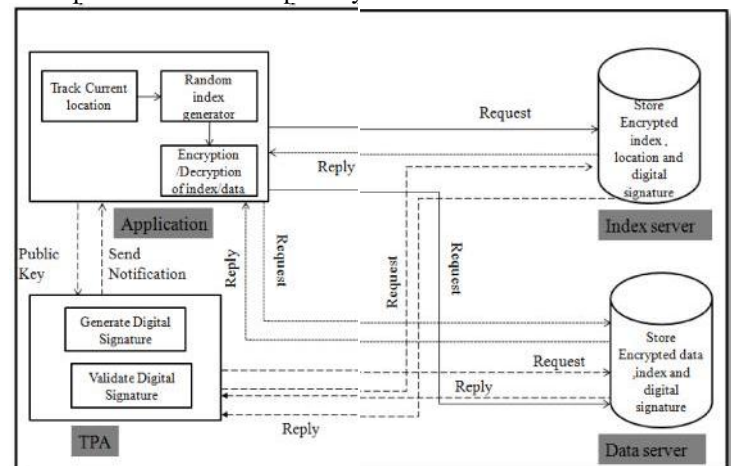 Track Current
location
Random
index
generator
Encryption
/Decryption
of index/data
Application
Request
Reply
Store
Encrypted
index ,
location and
digital
signature
Index server
Public
Key
Send
Notification
Reply
Request
Request
Request
Generate Digital
Signature
Validate Digital
Signature
TPA
Request
Reply
Reply
Store
Encrypted data
,index and
digital
signature
Data server